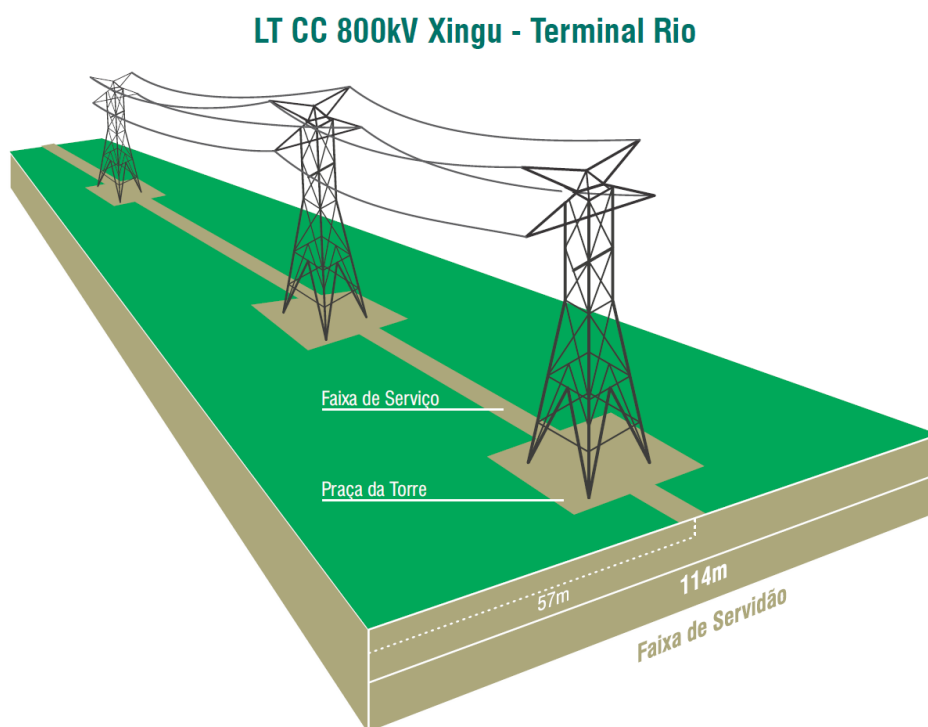 LT CC 800kV Xingu - Terminal Rio
Faixa de Serviço
Praça da Torre
57m
114m
Faixa de Servidão